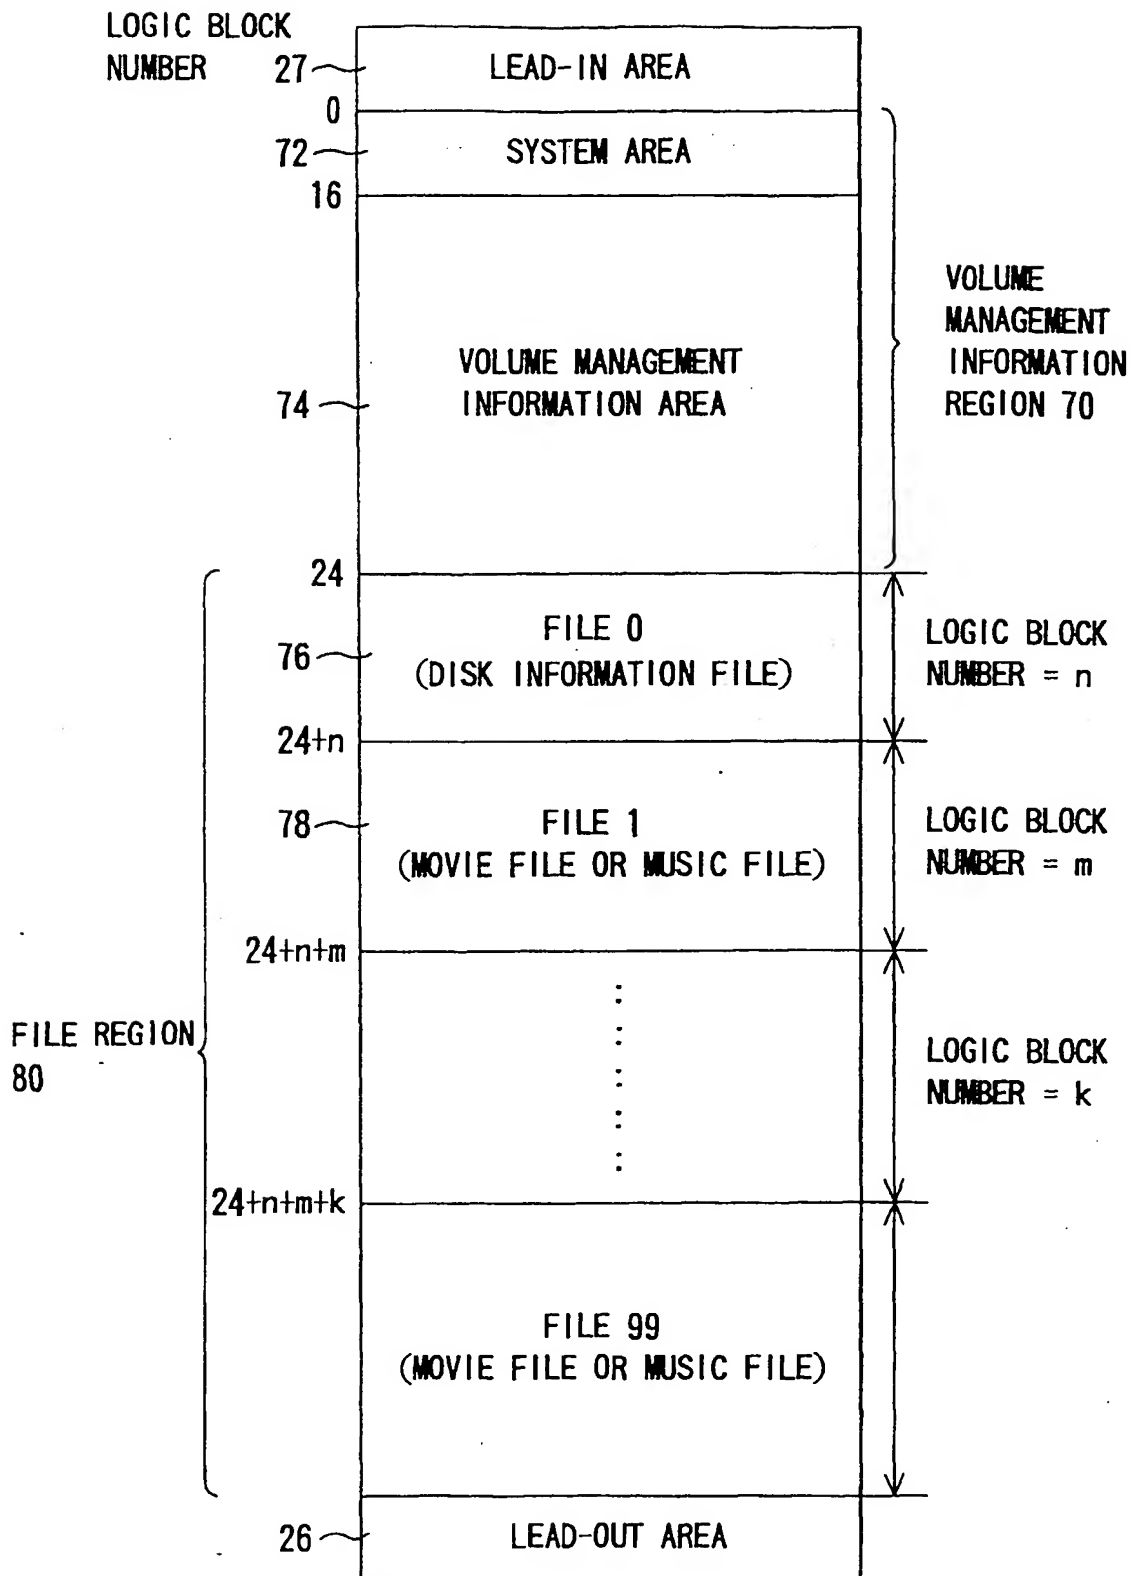 LOGIC BLOCK
NUMBER
27
LEAD-IN AREA
0
72
SYSTEM AREA
16
VOLUME
MANAGEMENT
INFORMATION
REGION 70
74
VOLUME MANAGEMENT
INFORMATION AREA
24
76
FILE 0
(DISK INFORMATION FILE)
LOGIC BLOCK
NUMBER = n
24+n
78
FILE 1
(MOVIE FILE OR MUSIC FILE)
LOGIC BLOCK
NUMBER = m
24+n+m
FILE REGION
80
LOGIC BLOCK
NUMBER = k
24+n+m+k
FILE 99
(MOVIE FILE OR MUSIC FILE)
26
LEAD-OUT AREA